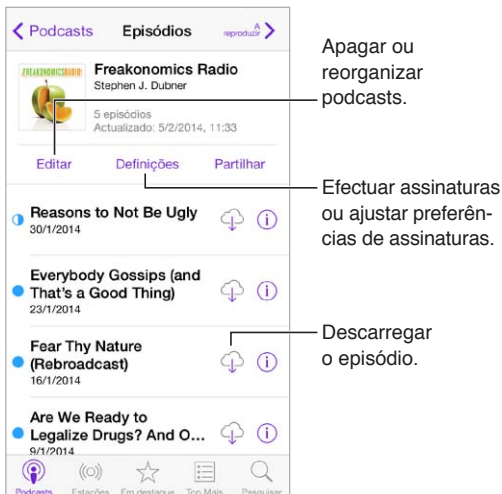 Podcasts Episódios A reproduzir
FREAKONOMICS RADIO
Freakonomics Radio
Stephen J. Dubner
5 episódios
Actualizado: 5/2/2014, 11:33
Editar Definições Partilhar
Reasons to Not Be Ugly
30/1/2014
Everybody Gossips (and
That's a Good Thing)
23/1/2014
Fear Thy Nature
(Rebroadcast)
16/1/2014
Are We Ready to
Legalize Drugs? And O...
9/1/2014
Podcasts Estações Em destaque Top Mais Pesquisar
Apagar ou
reorganizar
podcasts.
Efectuar assinaturas
ou ajustar preferên-
cias de assinaturas.
Descarregar
o episódio.